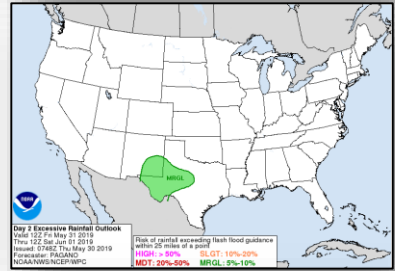 MRGL
NOAA
Day 2 Excessive Rainfall Outlook
Valid 12Z Fri May 31 2019
Thru 12Z Sat Jun 01 2019
Issued: 0748Z Thu May 30 2019
Forecaster: PAGANO
NOAA/NWS/NCEP/WPC
Risk of rainfall exceeding flash flood guidance
within 25 miles of a point
HIGH: > 50% SLGT: 10%-20%
MDT: 20%-50% MRGL: 5%-10%